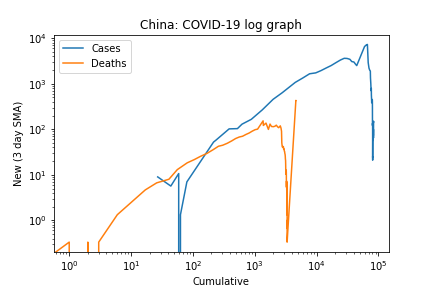 China: COVID-19 log graph
Cases
Deaths
New (3 day SMA)
10⁴
10³
10²
10¹
10⁰
10⁰ 10¹ 10² 10³ 10⁴ 10⁵
Cumulative